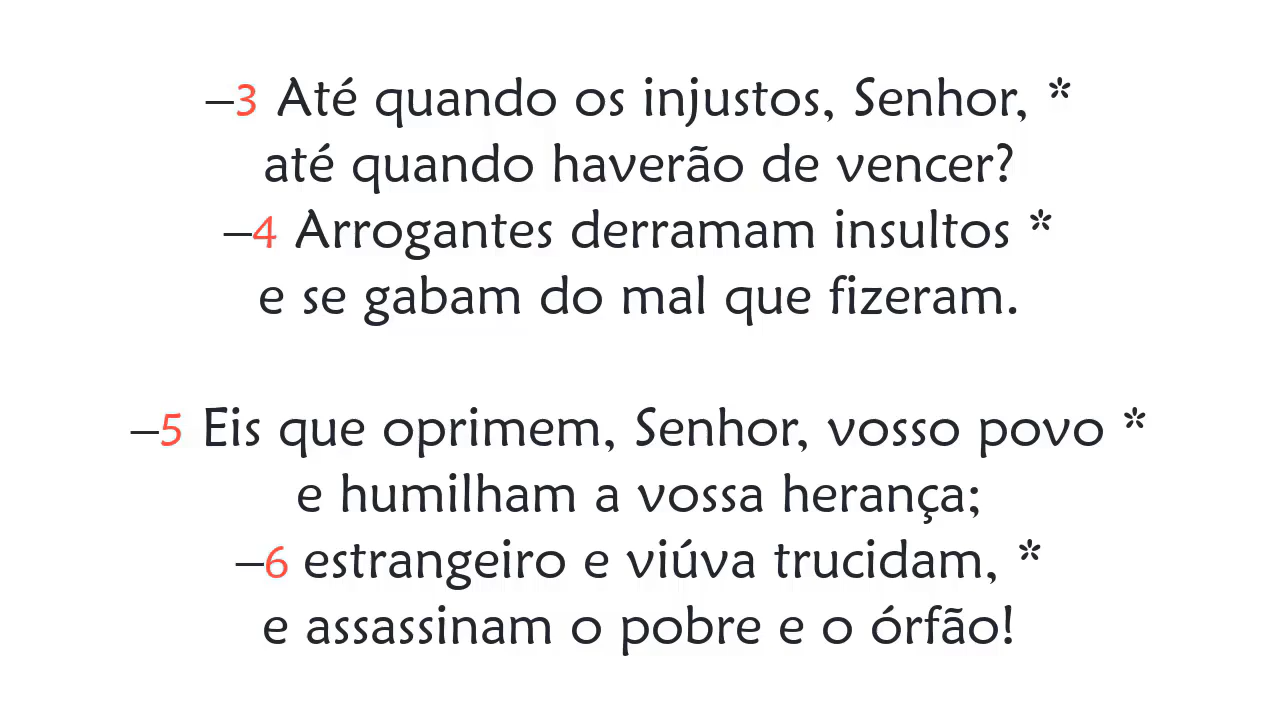 –3 Até quando os injustos, Senhor, *
até quando haverão de vencer?
–4 Arrogantes derramam insultos *
e se gabam do mal que fizeram.
–5 Eis que oprimem, Senhor, vosso povo *
e humilham a vossa herança;
–6 estrangeiro e viúva trucidam, *
e assassinam o pobre e o órfão!